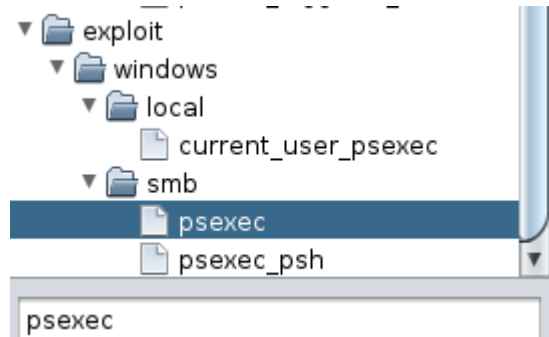 exploit
windows
local
current_user_psexec
smb
psexec
psexec_psh
psexec